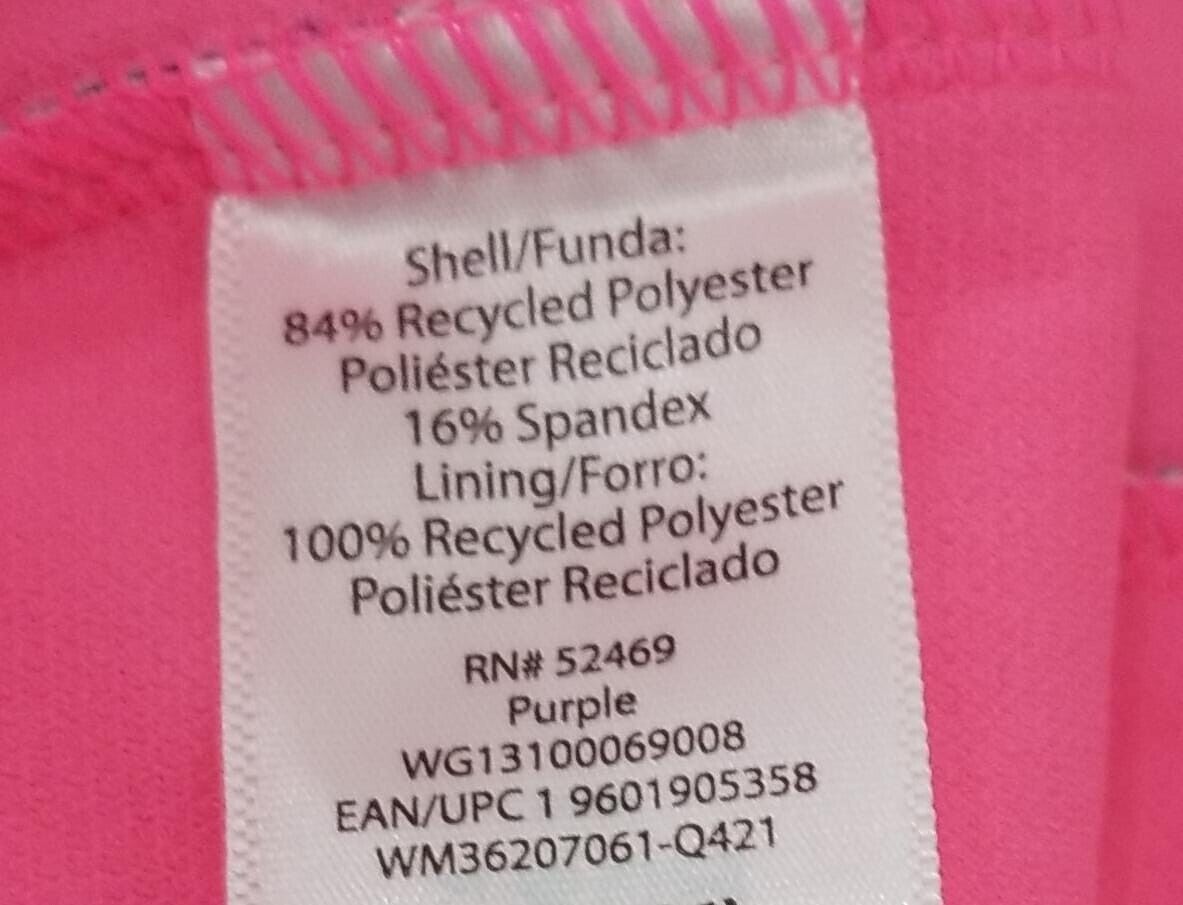 Shell/Funda:
84% Recycled Polyester
Poliéster Reciclado
16% Spandex
Lining/Forro:
100% Recycled Polyester
Poliéster Reciclado
RN# 52469
Purple
WG13100069008
EAN/UPC 1 9601905358
WM36207061-Q421